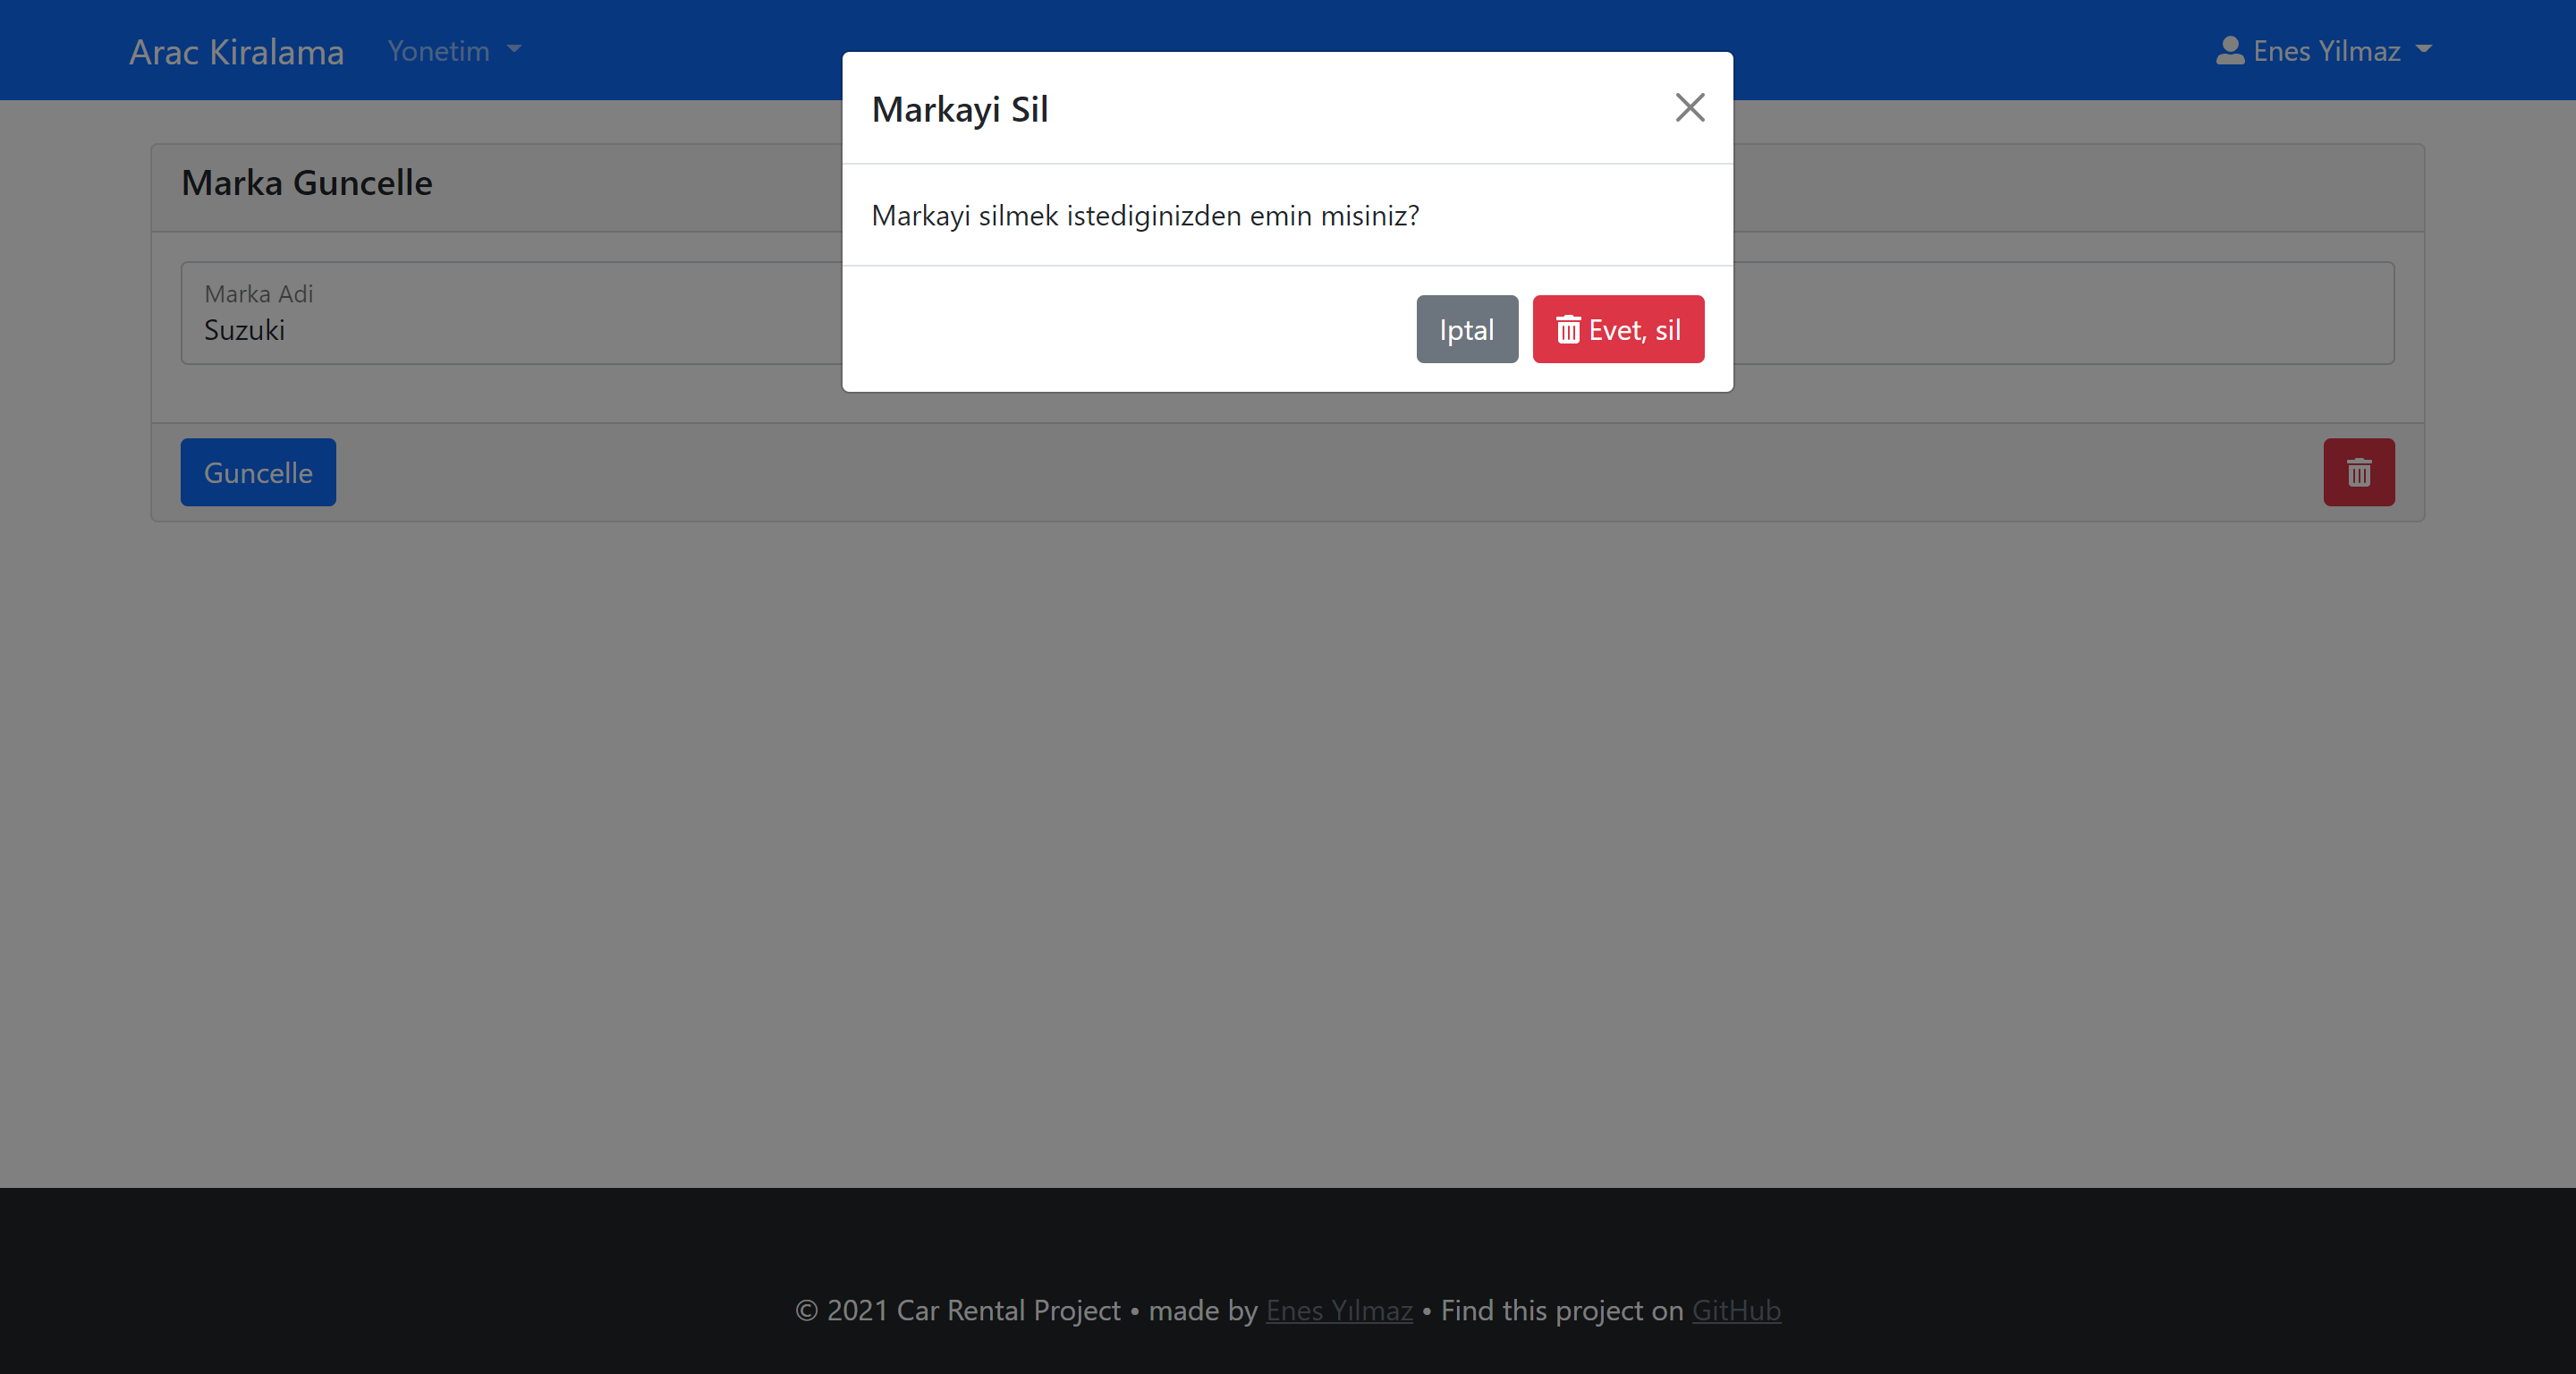 Arac Kiralama
Yonetim
Enes Yilmaz
Markayi Sil
Markayi silmek istediginizden emin misiniz?
Iptal
Evet, sil
Marka Guncelle
Marka Adi
Suzuki
Guncelle
© 2021 Car Rental Project • made by Enes Yılmaz • Find this project on GitHub